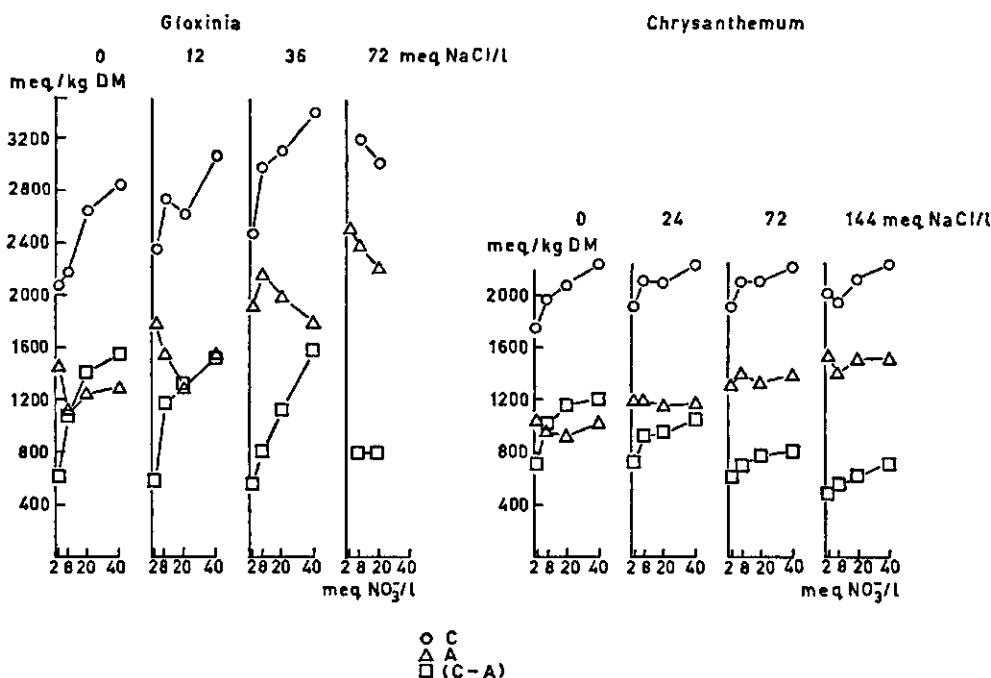 Gloxinia
Chrysanthemum
0 12 36 72 meq NaCl/l
meq/kg DM
3200
2800
2400
2000
1600
1200
800
400
2 8 20 40 2 8 20 40 2 8 20 40 2 8 20 40
meq NO₃⁻/l
0 24 72 144 meq NaCl/l
meq/kg DM
2000
1600
1200
800
400
2 8 20 40 2 8 20 40 2 8 20 40 2 8 20 40
meq NO₃⁻/l
C
A
(C-A)